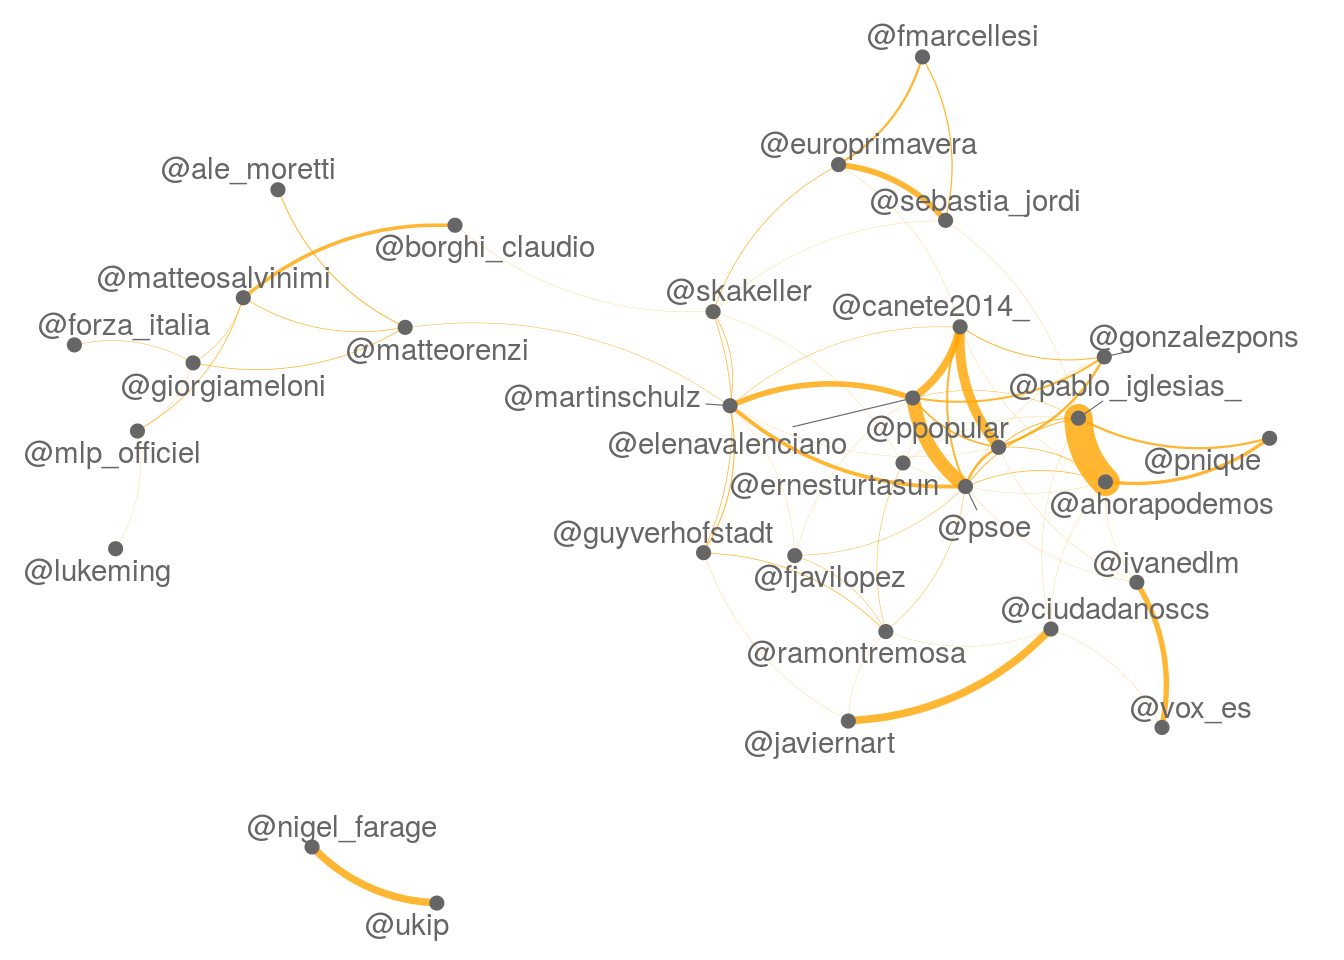 @fmarcellesi
@europrimavera
@ale_moretti
@sebastia_jordi
@borghi_claudio
@matteosalvinimi
@skakeller
@canete2014_
@forza_italia
@gonzalezpons
@matteorenzi
@giorgiameloni
@pablo_iglesias_
@martinschulz
@ppopular
@elenavalenciano
@mlp_officiel
@pnique
@ernesturtasun
@ahorapodemos
@psoe
@guyverhofstadt
@ivanedlm
@lukeming
@fjavilopez
@ciudadanoscs
@ramontremosa
@vox_es
@javiernart
@nigel_farage
@ukip